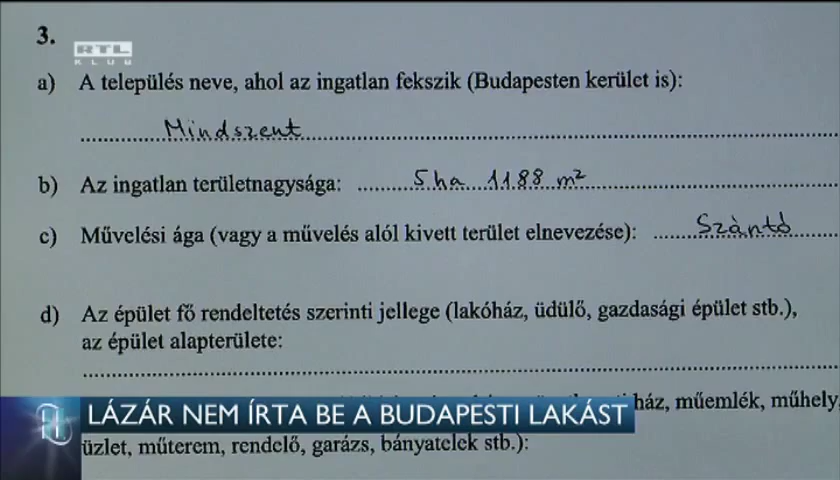 3.
RTL
KLUB
a) A település neve, ahol az ingatlan fekszik (Budapesten kerület is):
Mindszent
b) Az ingatlan területnagysága: 5 ha 1188 m²
c) Művelési ága (vagy a művelés alól kivett terület elnevezése): Szántó
d) Az épület fő rendeltetés szerinti jellege (lakóház, üdülő, gazdasági épület stb.),
az épület alapterülete:
ház, műemlék, műhely,
LÁZÁR NEM ÍRTA BE A BUDAPESTI LAKÁST
üzlet, műterem, rendelő, garázs, bányatelek stb.):